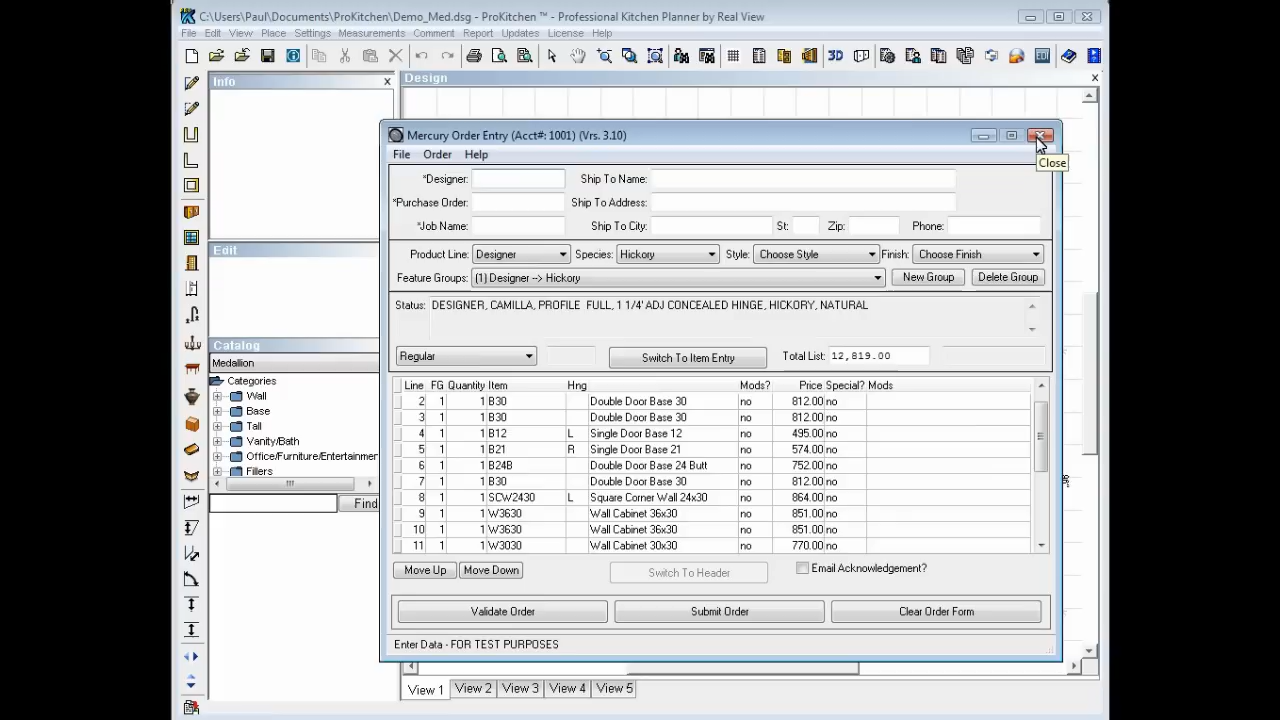 C:\Users\Paul\Documents\ProKitchen\Demo_Med.dsg - ProKitchen ™ - Professional Kitchen Planner by Real View
File Edit View Place Settings Measurements Comment Report Updates License Help
3D
Info
Design
Mercury Order Entry (Acct#: 1001) (Vrs. 3.10)
Close
File Order Help
*Designer: Ship To Name:
*Purchase Order: Ship To Address:
*Job Name: Ship To City: St: Zip: Phone:
Product Line: Designer Species: Hickory Style: Choose Style Finish: Choose Finish
Feature Groups: (1) Designer -> Hickory New Group Delete Group
Status: DESIGNER, CAMILLA, PROFILE FULL, 1 1/4' ADJ CONCEALED HINGE, HICKORY, NATURAL
Regular Switch To Item Entry Total List: 12,819.00
Line FG Quantity Item Hng Mods? Price Special? Mods
2 1 1 B30 Double Door Base 30 no 812.00 no
3 1 1 B30 Double Door Base 30 no 812.00 no
4 1 1 B12 L Single Door Base 12 no 495.00 no
5 1 1 B21 R Single Door Base 21 no 574.00 no
6 1 1 B24B Double Door Base 24 Butt no 752.00 no
7 1 1 B30 Double Door Base 30 no 812.00 no
8 1 1 SCW2430 L Square Corner Wall 24x30 no 864.00 no
9 1 1 W3630 Wall Cabinet 36x30 no 851.00 no
10 1 1 W3630 Wall Cabinet 36x30 no 851.00 no
11 1 1 W3030 Wall Cabinet 30x30 no 770.00 no
Move Up Move Down Switch To Header Email Acknowledgement?
Validate Order Submit Order Clear Order Form
Enter Data - FOR TEST PURPOSES
Edit
Catalog
Medallion
Categories
Wall
Base
Tall
Vanity/Bath
Office/Furniture/Entertainmen
Fillers
Find
View 1 View 2 View 3 View 4 View 5